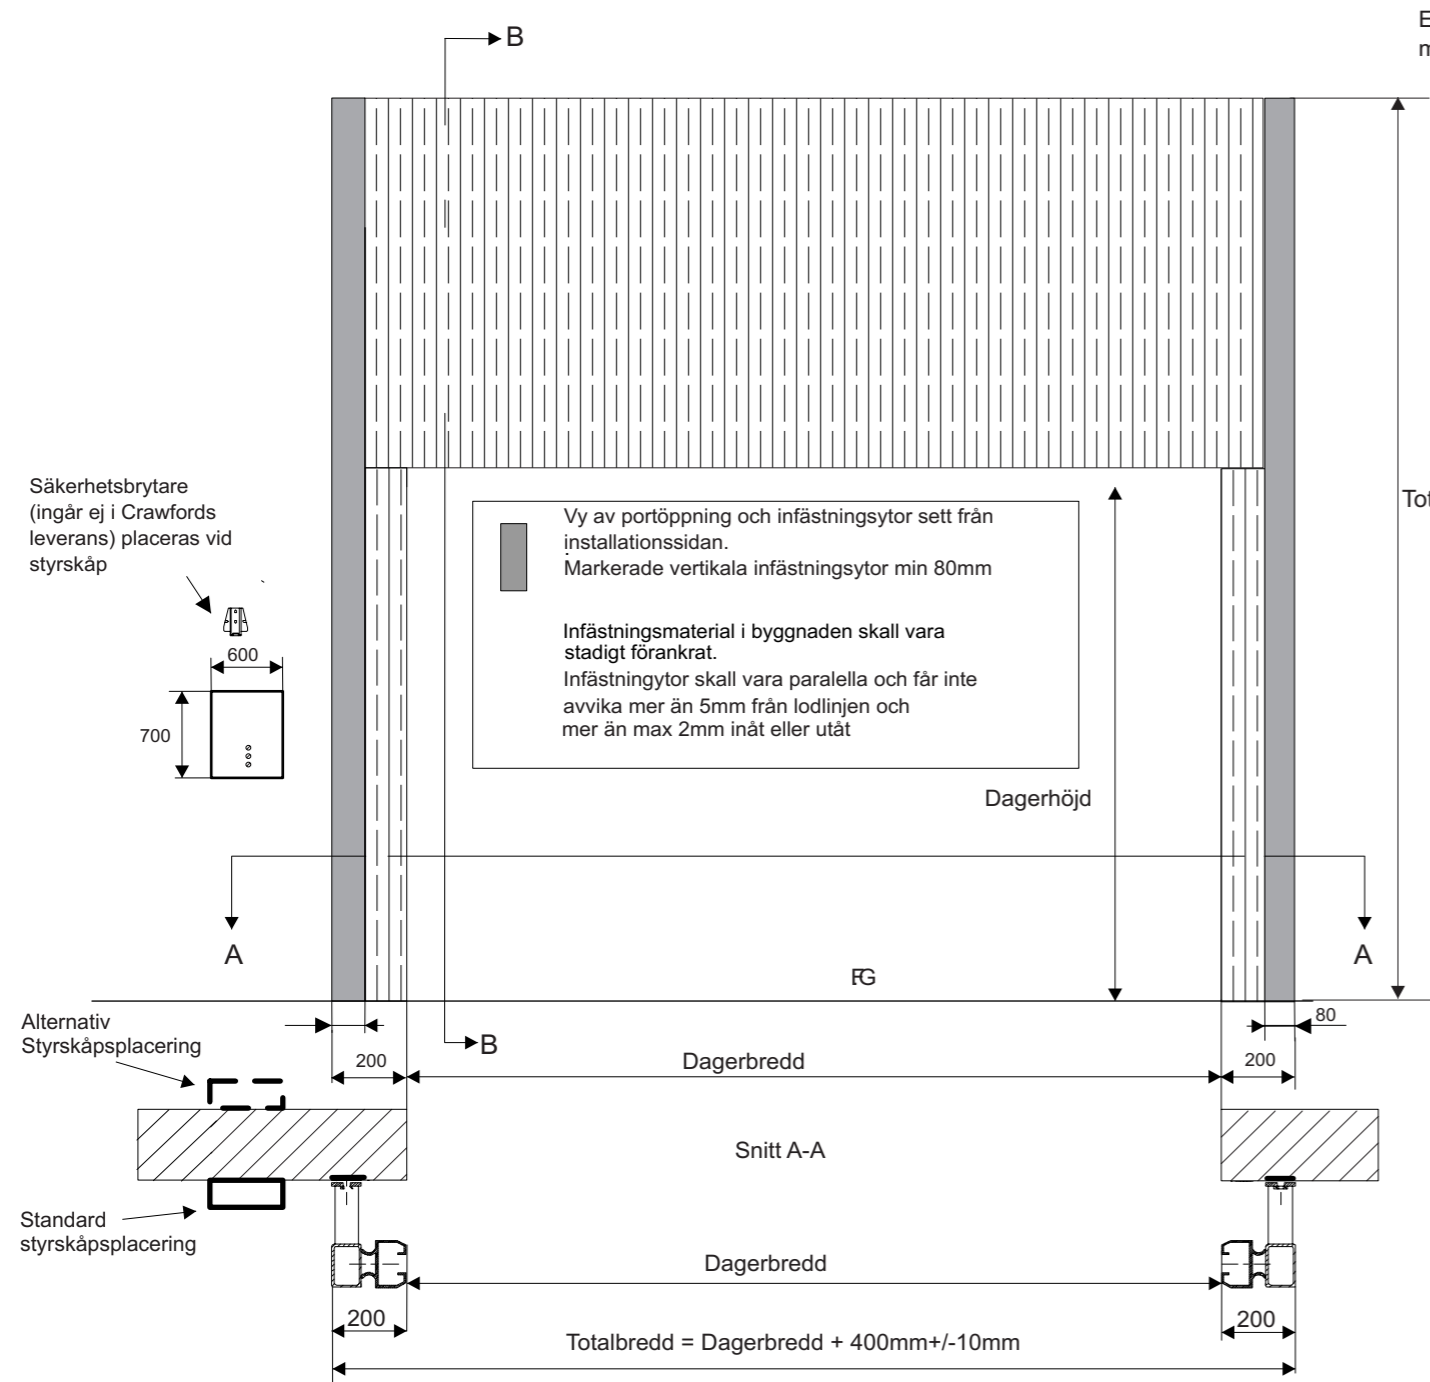 B
E
m
Säkerhetsbrytare
(ingår ej i Crawfords
leverans) placeras vid
styrskåp
Tot
Vy av portöppning och infästningsytor sett från
installationssidan.
Markerade vertikala infästningsytor min 80mm
Infästningsmaterial i byggnaden skall vara
stadigt förankrat.
Infästningytor skall vara paralella och får inte
avvika mer än 5mm från lodlinjen och
mer än max 2mm inåt eller utåt
600
700
Dagerhöjd
A
A
FG
Alternativ
Styrskåpsplacering
80
B
200
Dagerbredd
200
Snitt A-A
Standard
styrskåpsplacering
Dagerbredd
200
200
Totalbredd = Dagerbredd + 400mm+/-10mm